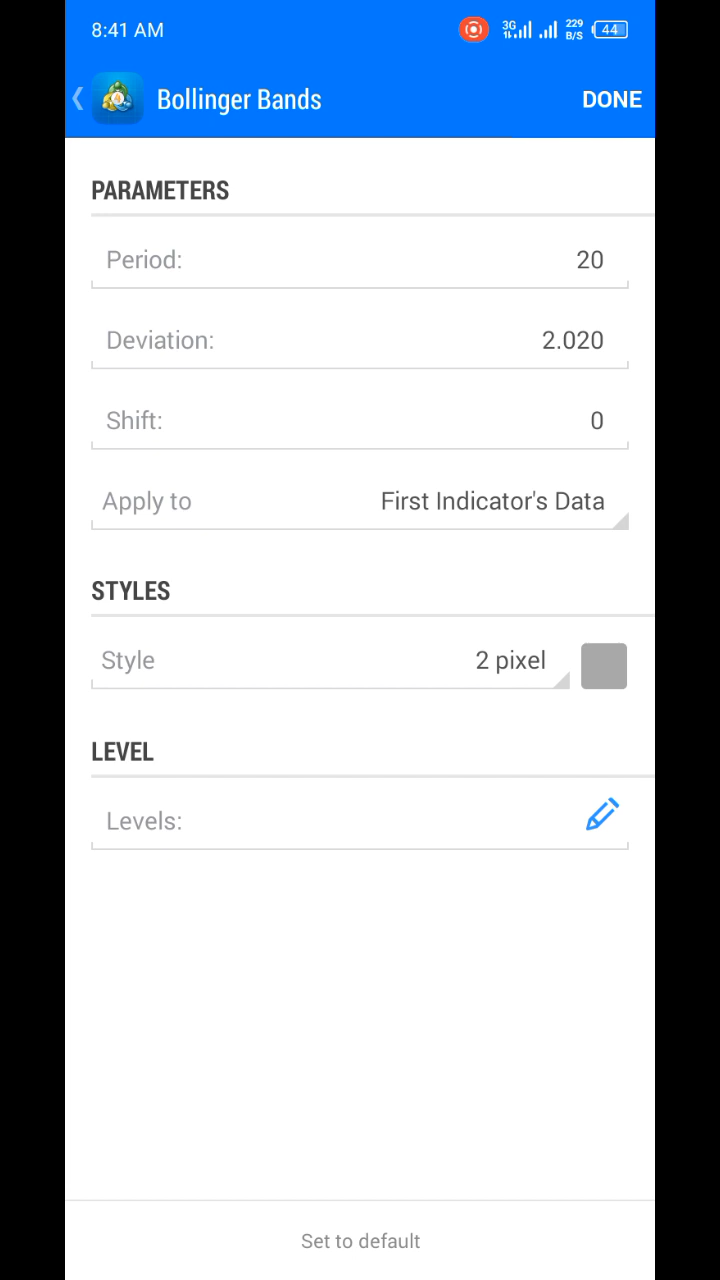 8:41 AM
3G
229
B/S
44
Bollinger Bands
DONE
PARAMETERS
Period: 20
Deviation: 2.020
Shift: 0
Apply to First Indicator's Data
STYLES
Style 2 pixel
LEVEL
Levels:
Set to default